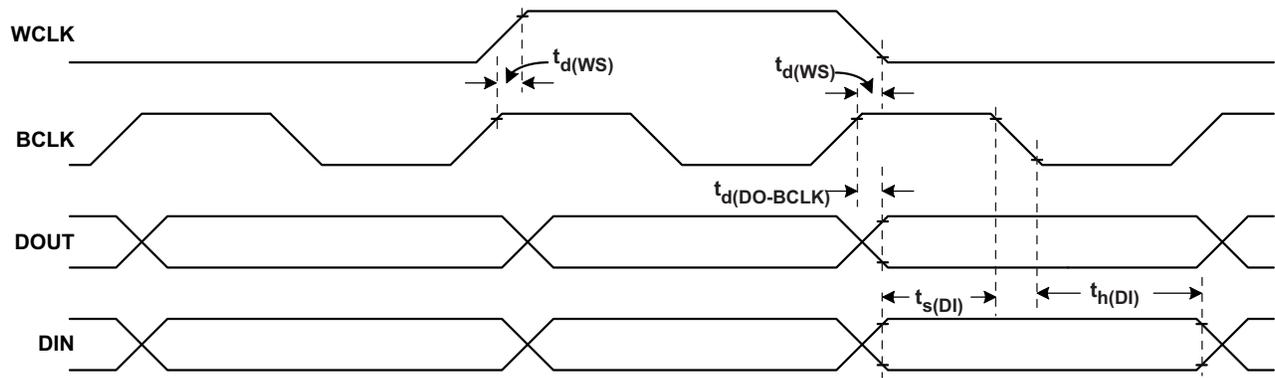 WCLK
td(WS)
td(WS)
BCLK
td(DO-BCLK)
DOUT
ts(DI)
th(DI)
DIN